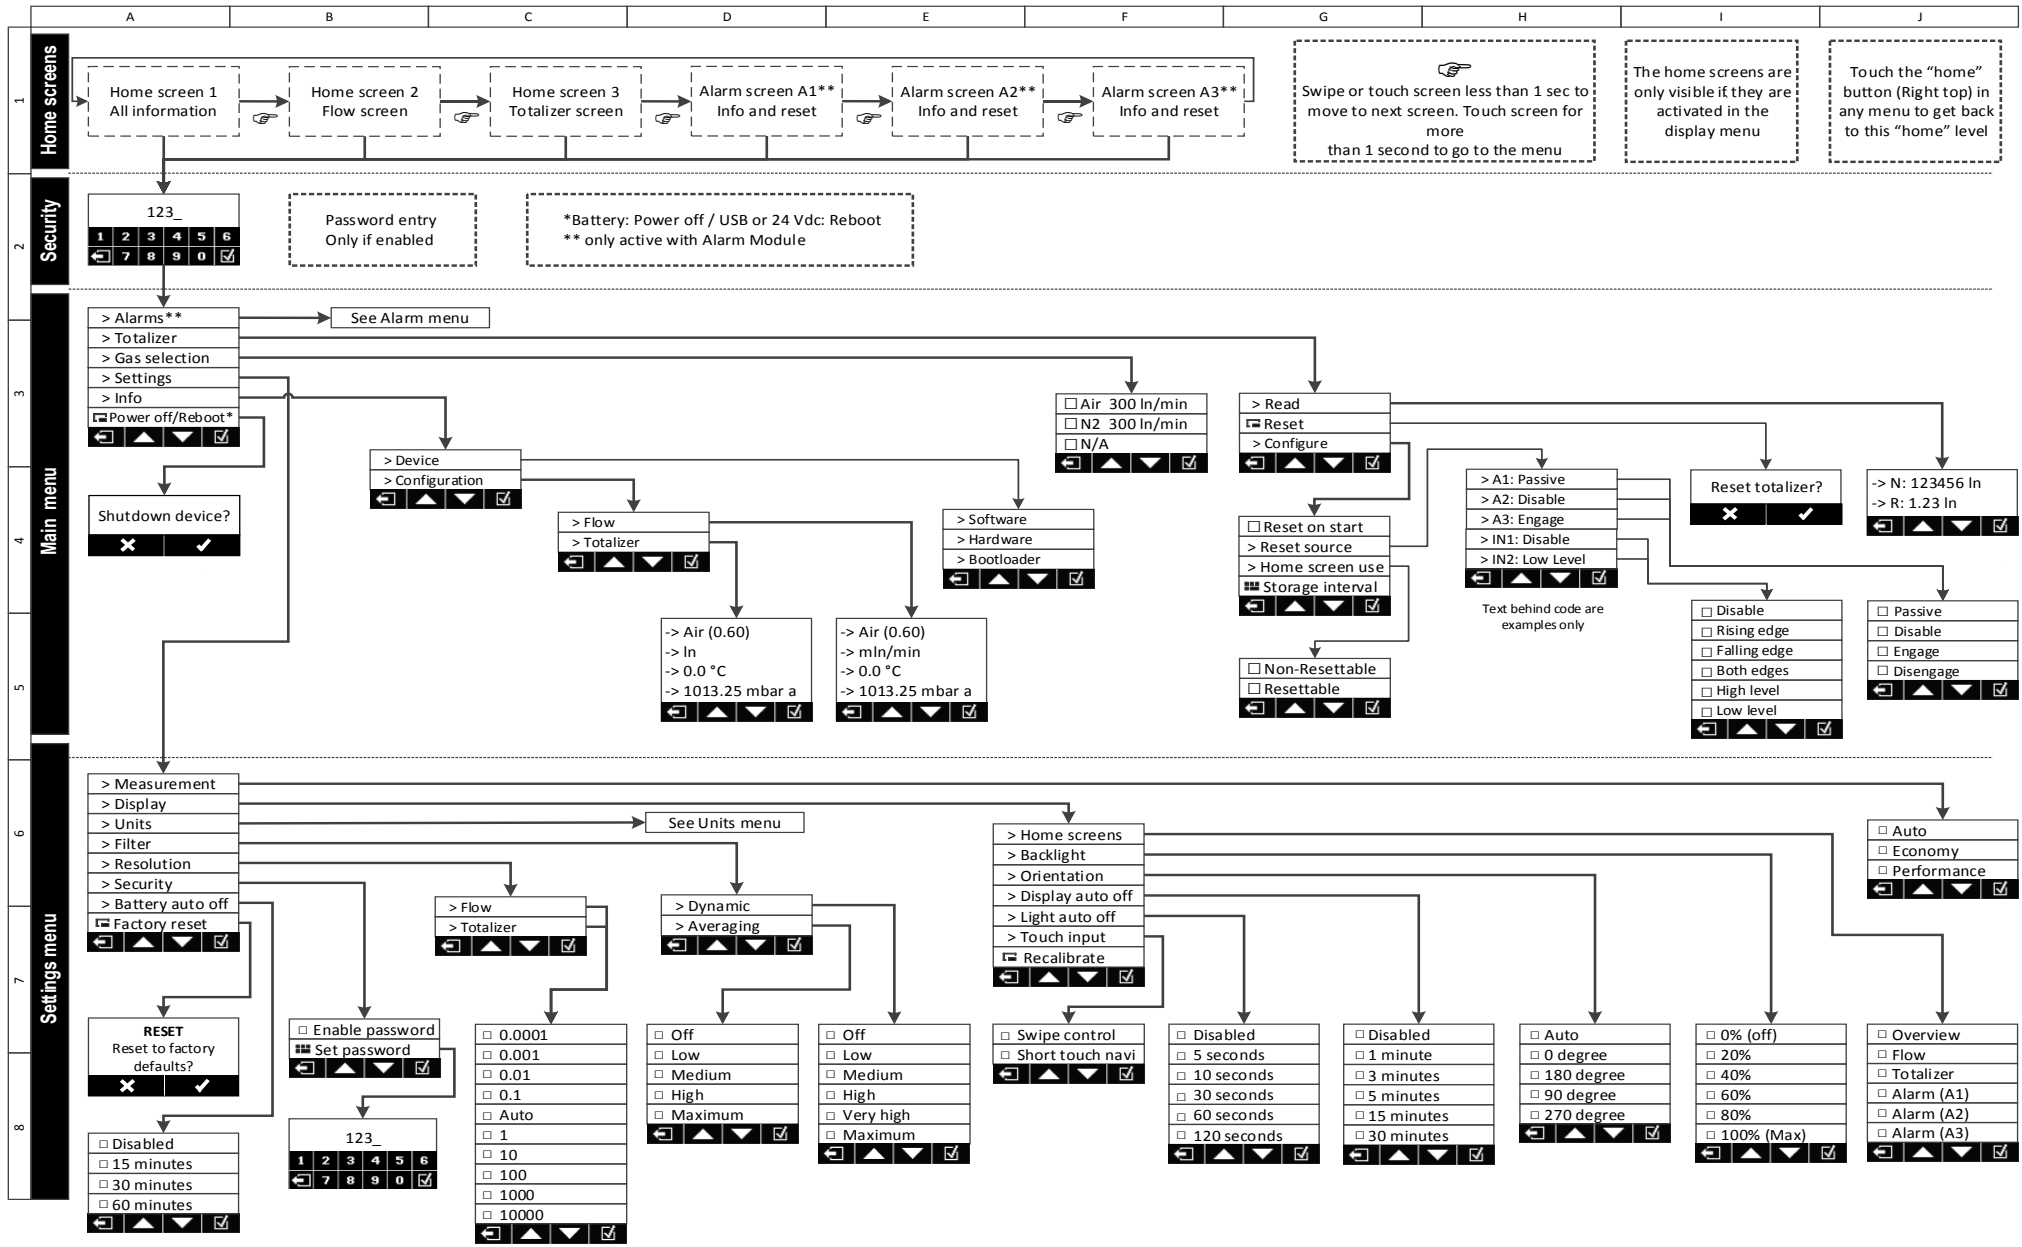 A B C D E F G H I J
1
Home screens
Home screen 1
All information
Home screen 2
Flow screen
Home screen 3
Totalizer screen
Alarm screen A1**
Info and reset
Alarm screen A2**
Info and reset
Alarm screen A3**
Info and reset
Swipe or touch screen less than 1 sec to
move to next screen. Touch screen for
more
than 1 second to go to the menu
The home screens are
only visible if they are
activated in the
display menu
Touch the “home”
button (Right top) in
any menu to get back
to this “home” level
2
Security
123_
1 2 3 4 5 6
7 8 9 0
Password entry
Only if enabled
*Battery: Power off / USB or 24 Vdc: Reboot
** only active with Alarm Module
3
4
5
Main menu
> Alarms**
> Totalizer
> Gas selection
> Settings
> Info
Power off/Reboot*
See Alarm menu
Shutdown device?
> Device
> Configuration
> Flow
> Totalizer
> Software
> Hardware
> Bootloader
-> Air (0.60)
-> ln
-> 0.0 °C
-> 1013.25 mbar a
-> Air (0.60)
-> mln/min
-> 0.0 °C
-> 1013.25 mbar a
Air 300 ln/min
N2 300 ln/min
N/A
> Read
Reset
> Configure
Reset on start
> Reset source
> Home screen use
Storage interval
Non-Resettable
Resettable
> A1: Passive
> A2: Disable
> A3: Engage
> IN1: Disable
> IN2: Low Level
Text behind code are
examples only
Reset totalizer?
-> N: 123456 ln
-> R: 1.23 ln
Disable
Rising edge
Falling edge
Both edges
High level
Low level
Passive
Disable
Engage
Disengage
6
7
8
Settings menu
> Measurement
> Display
> Units
> Filter
> Resolution
> Security
> Battery auto off
Factory reset
See Units menu
RESET
Reset to factory
defaults?
Disabled
15 minutes
30 minutes
60 minutes
Enable password
Set password
123_
1 2 3 4 5 6
7 8 9 0
> Flow
> Totalizer
0.0001
0.001
0.01
0.1
Auto
1
10
100
1000
10000
> Dynamic
> Averaging
Off
Low
Medium
High
Maximum
Off
Low
Medium
High
Very high
Maximum
> Home screens
> Backlight
> Orientation
> Display auto off
> Light auto off
> Touch input
Recalibrate
Swipe control
Short touch navi
Disabled
5 seconds
10 seconds
30 seconds
60 seconds
120 seconds
Disabled
1 minute
3 minutes
5 minutes
15 minutes
30 minutes
Auto
0 degree
180 degree
90 degree
270 degree
0% (off)
20%
40%
60%
80%
100% (Max)
Auto
Economy
Performance
Overview
Flow
Totalizer
Alarm (A1)
Alarm (A2)
Alarm (A3)